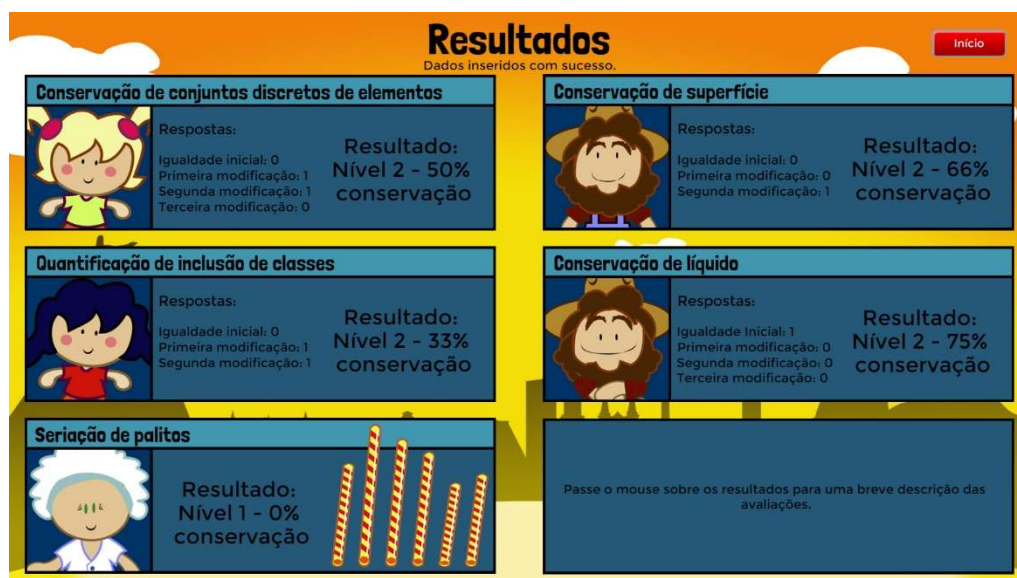 Resultados
Dados inseridos com sucesso.
Início
Conservação de conjuntos discretos de elementos
Respostas:
Igualdade inicial: 0
Primeira modificação: 1
Segunda modificação: 1
Terceira modificação: 0
Resultado:
Nível 2 - 50%
conservação
Conservação de superfície
Respostas:
Igualdade inicial: 0
Primeira modificação: 0
Segunda modificação: 1
Resultado:
Nível 2 - 66%
conservação
Quantificação de inclusão de classes
Respostas:
Igualdade inicial: 0
Primeira modificação: 1
Segunda modificação: 1
Resultado:
Nível 2 - 33%
conservação
Conservação de líquido
Respostas:
Igualdade Inicial: 1
Primeira modificação: 0
Segunda modificação: 0
Terceira modificação: 0
Resultado:
Nível 2 - 75%
conservação
Seriação de palitos
Resultado:
Nível 1 - 0%
conservação
Passe o mouse sobre os resultados para uma breve descrição das
avaliações.